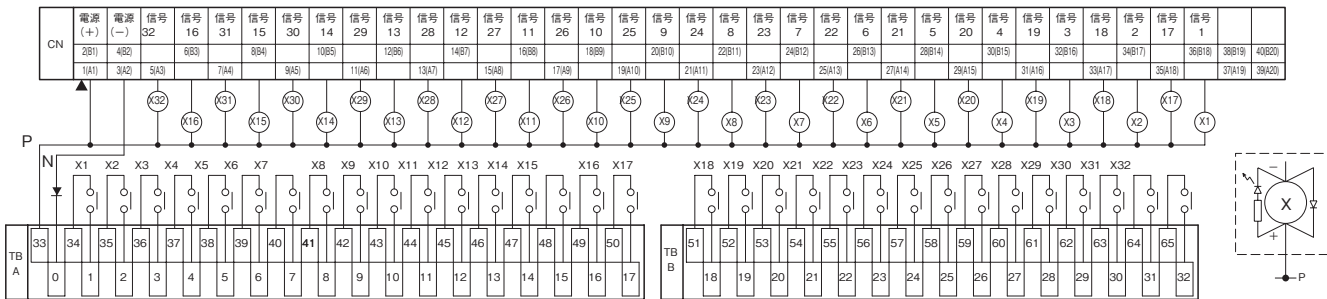 CN 電源 電源 信号 信号 信号 信号 信号 信号 信号 信号 信号 信号 信号 信号 信号 信号 信号 信号 信号 信号 信号 信号 信号 信号 信号 信号 信号 信号 信号 信号 信号 信号
(+) (-) 32 16 31 15 30 14 29 13 28 12 27 11 26 10 25 9 24 8 23 7 22 6 21 5 20 4 19 3 18 2 17 1
2(B1) 4(B2) 6(B3) 8(B4) 10(B5) 12(B6) 14(B7) 16(B8) 18(B9) 20(B10) 22(B11) 24(B12) 26(B13) 28(B14) 30(B15) 32(B16) 34(B17) 36(B18) 38(B19) 40(B20)
1(A1) 3(A2) 5(A3) 7(A4) 9(A5) 11(A6) 13(A7) 15(A8) 17(A9) 19(A10) 21(A11) 23(A12) 25(A13) 27(A14) 29(A15) 31(A16) 33(A17) 35(A18) 37(A19) 39(A20)
X32 X31 X30 X29 X28 X27 X26 X25 X24 X23 X22 X21 X20 X19 X18 X17
X16 X15 X14 X13 X12 X11 X10 X9 X8 X7 X6 X5 X4 X3 X2 X1
P
N X1 X2 X3 X4 X5 X6 X7 X8 X9 X10 X11 X12 X13 X14 X15 X16 X17 X18 X19 X20 X21 X22 X23 X24 X25 X26 X27 X28 X29 X30 X31 X32
TB A 33 34 35 36 37 38 39 40 41 42 43 44 45 46 47 48 49 50
0 1 2 3 4 5 6 7 8 9 10 11 12 13 14 15 16 17
TB B 51 52 53 54 55 56 57 58 59 60 61 62 63 64 65
18 19 20 21 22 23 24 25 26 27 28 29 30 31 32
−
X
+
P